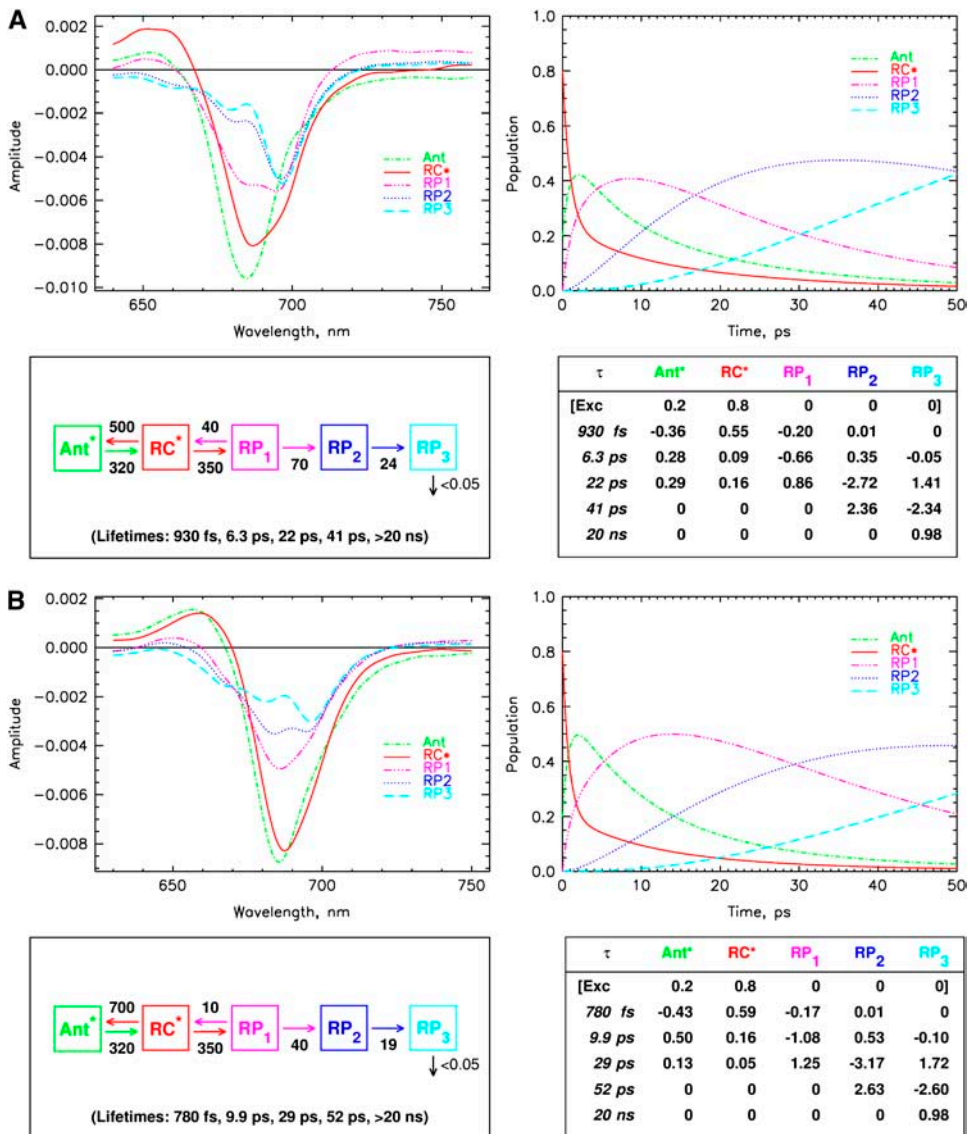 A
0.002
0.000
−0.002
−0.004
−0.006
−0.008
−0.010
Amplitude
650 700 750
Wavelength, nm
Ant
RC*
RP1
RP2
RP3
1.0
0.8
0.6
0.4
0.2
0.0
Population
0 10 20 30 40 50
Time, ps
Ant
RC*
RP1
RP2
RP3
500 40
Ant* RC* RP1 RP2 RP3
320 350 70 24
<0.05
(Lifetimes: 930 fs, 6.3 ps, 22 ps, 41 ps, >20 ns)
τ Ant* RC* RP1 RP2 RP3
[Exc 0.2 0.8 0 0 0]
930 fs -0.36 0.55 -0.20 0.01 0
6.3 ps 0.28 0.09 -0.66 0.35 -0.05
22 ps 0.29 0.16 0.86 -2.72 1.41
41 ps 0 0 0 2.36 -2.34
20 ns 0 0 0 0 0.98
B
0.002
0.000
−0.002
−0.004
−0.006
−0.008
Amplitude
650 700 750
Wavelength, nm
Ant
RC*
RP1
RP2
RP3
1.0
0.8
0.6
0.4
0.2
0.0
Population
0 10 20 30 40 50
Time, ps
Ant
RC*
RP1
RP2
RP3
700 10
Ant* RC* RP1 RP2 RP3
320 350 40 19
<0.05
(Lifetimes: 780 fs, 9.9 ps, 29 ps, 52 ps, >20 ns)
τ Ant* RC* RP1 RP2 RP3
[Exc 0.2 0.8 0 0 0]
780 fs -0.43 0.59 -0.17 0.01 0
9.9 ps 0.50 0.16 -1.08 0.53 -0.10
29 ps 0.13 0.05 1.25 -3.17 1.72
52 ps 0 0 0 2.63 -2.60
20 ns 0 0 0 0 0.98